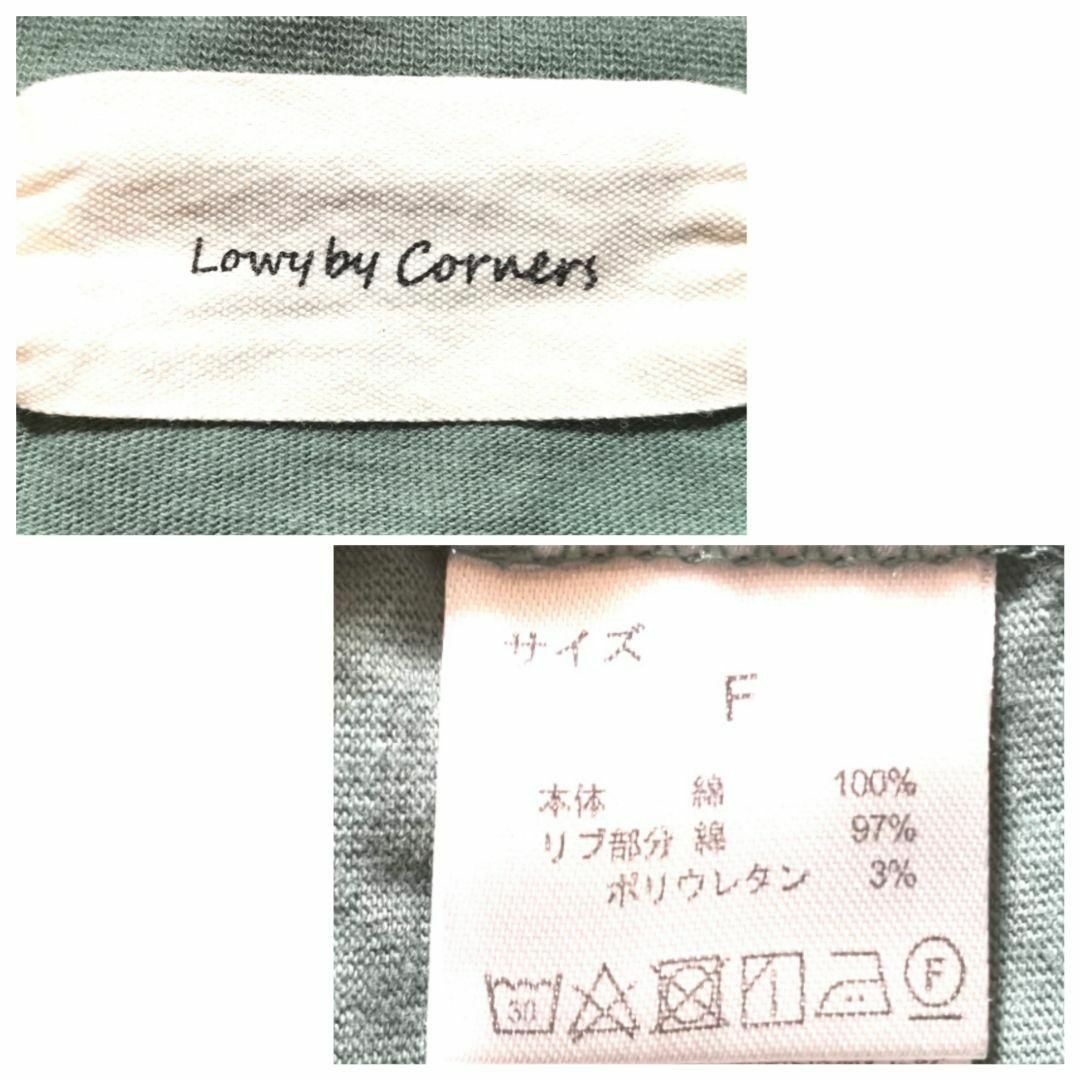 Lowy by Corners
サイズ
F
本体 綿 100%
リブ部分 綿 97%
ポリウレタン 3%
30 F